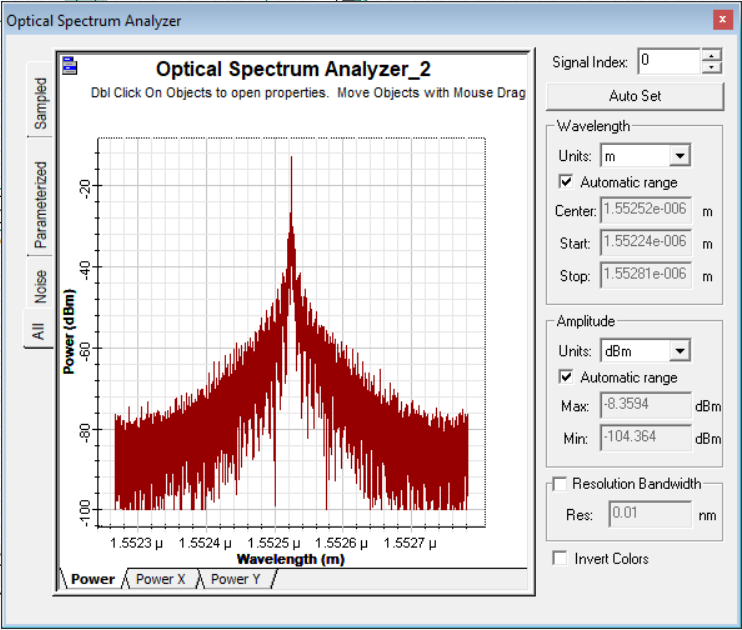 Optical Spectrum Analyzer
x
Sampled
Parameterized
Noise
All
Optical Spectrum Analyzer_2
Dbl Click On Objects to open properties. Move Objects with Mouse Drag
Power (dBm)
-20
-40
-60
-80
-100
1.5523 µ 1.5524 µ 1.5525 µ 1.5526 µ 1.5527 µ
Wavelength (m)
Power Power X Power Y
Signal Index: 0
Auto Set
Wavelength
Units: m
Automatic range
Center: 1.55252e-006 m
Start: 1.55224e-006 m
Stop: 1.55281e-006 m
Amplitude
Units: dBm
Automatic range
Max: -8.3594 dBm
Min: -104.364 dBm
Resolution Bandwidth
Res: 0.01 nm
Invert Colors